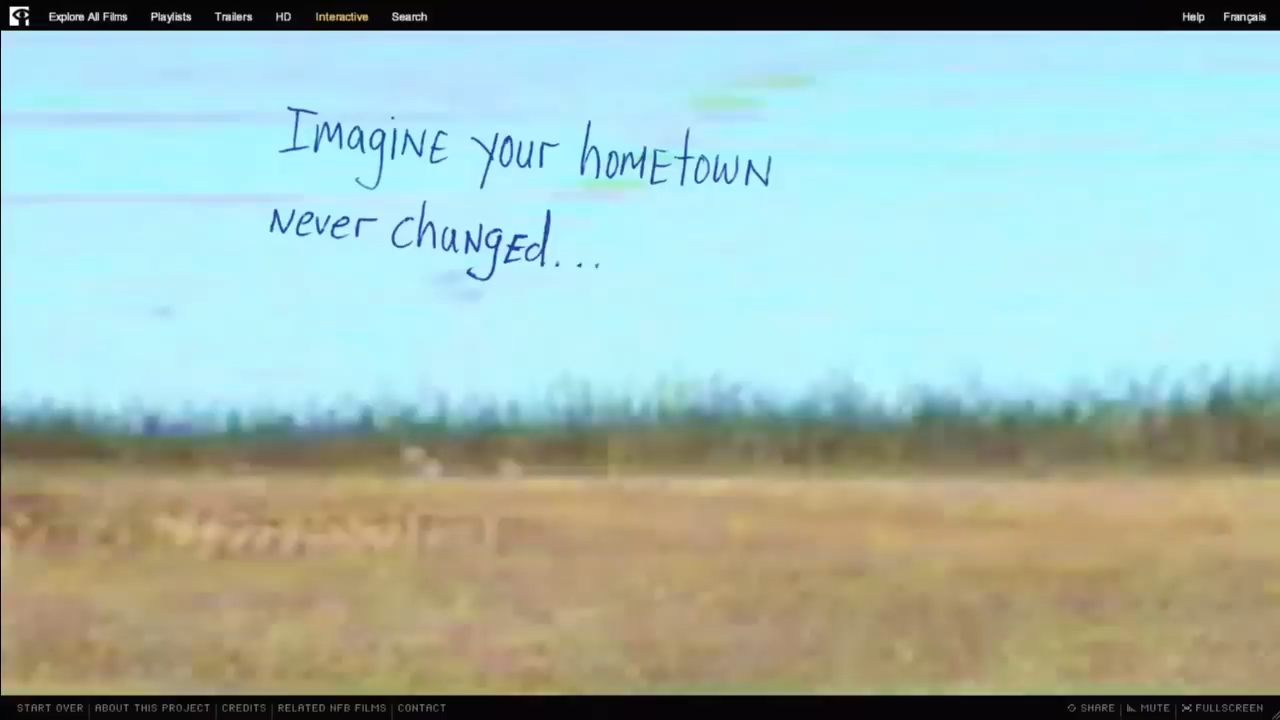 Explore All Films Playlists Trailers HD Interactive Search Help Français
Imagine your hometown
never changed...
START OVER | ABOUT THIS PROJECT | CREDITS | RELATED NFB FILMS | CONTACT SHARE | MUTE | FULLSCREEN